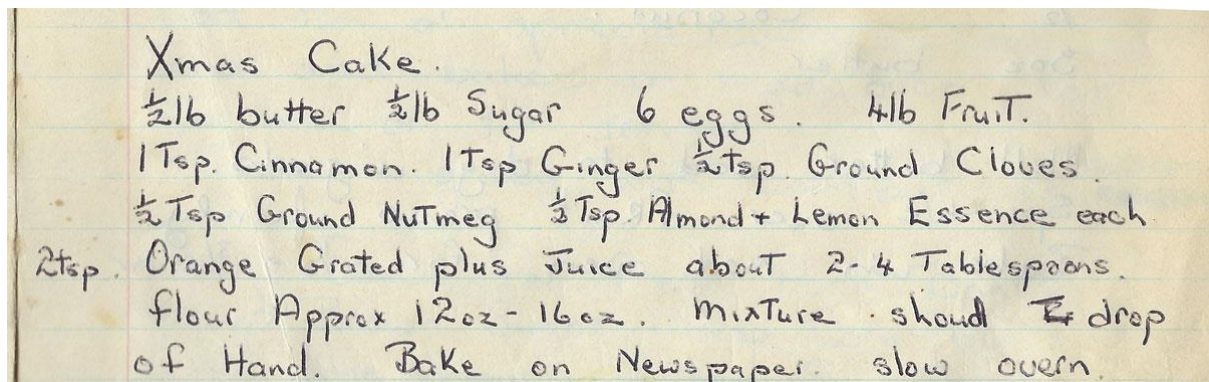 Xmas Cake.
½lb butter ½lb Sugar 6 eggs. 4lb Fruit.
1Tsp. Cinnamon. 1Tsp Ginger ½tsp. Ground Cloves.
½Tsp Ground NuTmeg ½Tsp. Almond + Lemon Essence each.
2tsp. Orange Grated plus Juice abouT 2-4 Tablespoons.
flour Approx 12oz-16oz. MixTure shoud drop
of Hand. Bake on Newspaper. slow overn.